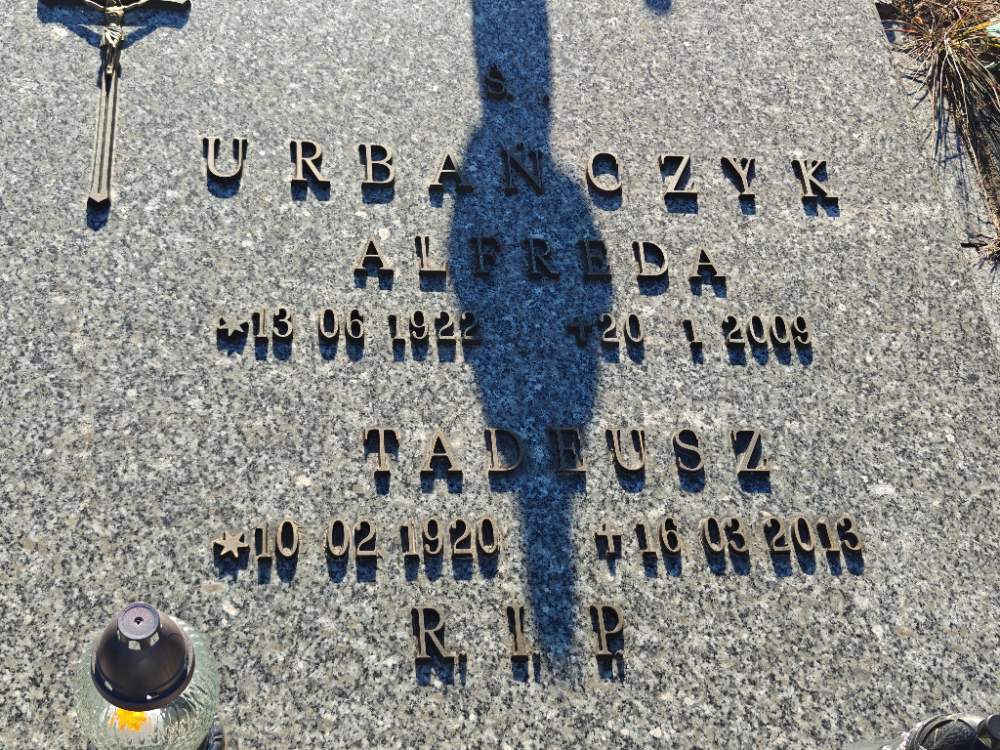 S.
URBAŃCZYK
ALFREDA
★13 06 1922 ✝20 1 2009
TADEUSZ
★10 02 1920 ✝16 03 2013
R. I. P.